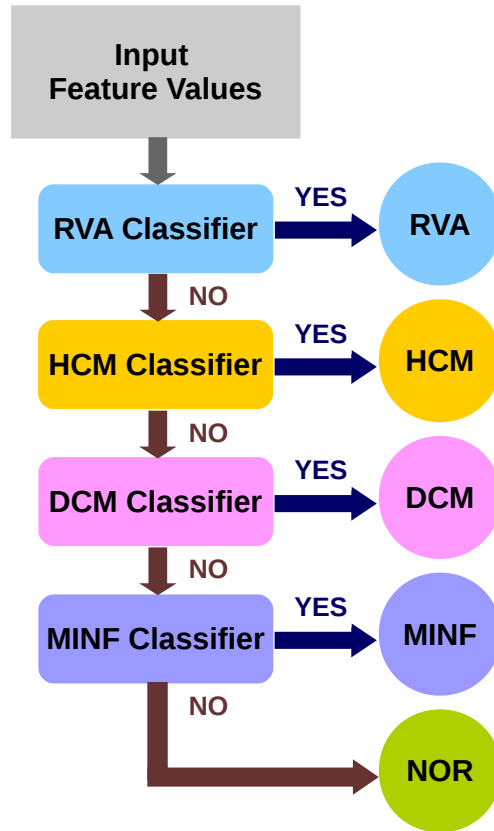 Input
Feature Values
RVA Classifier
YES
RVA
NO
HCM Classifier
YES
HCM
NO
DCM Classifier
YES
DCM
NO
MINF Classifier
YES
MINF
NO
NOR